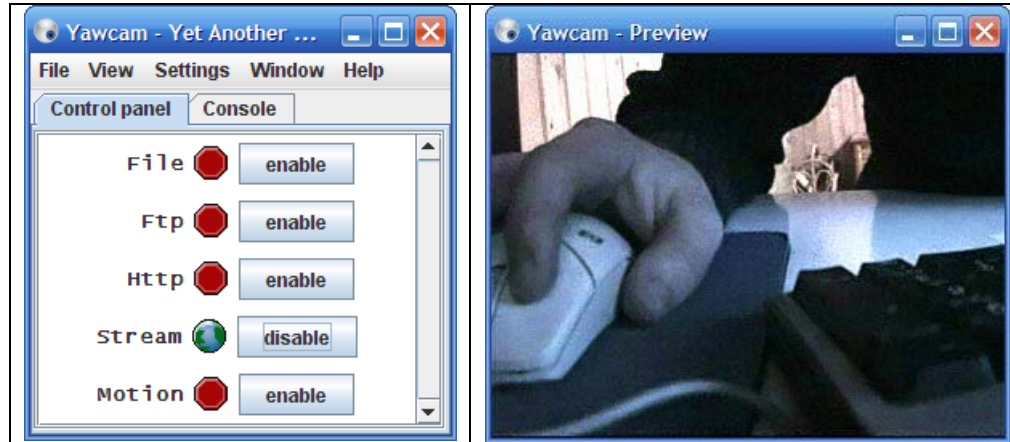 Yawcam - Yet Another ...
File View Settings Window Help
Control panel Console
File enable
Ftp enable
Http enable
Stream disable
Motion enable
Yawcam - Preview